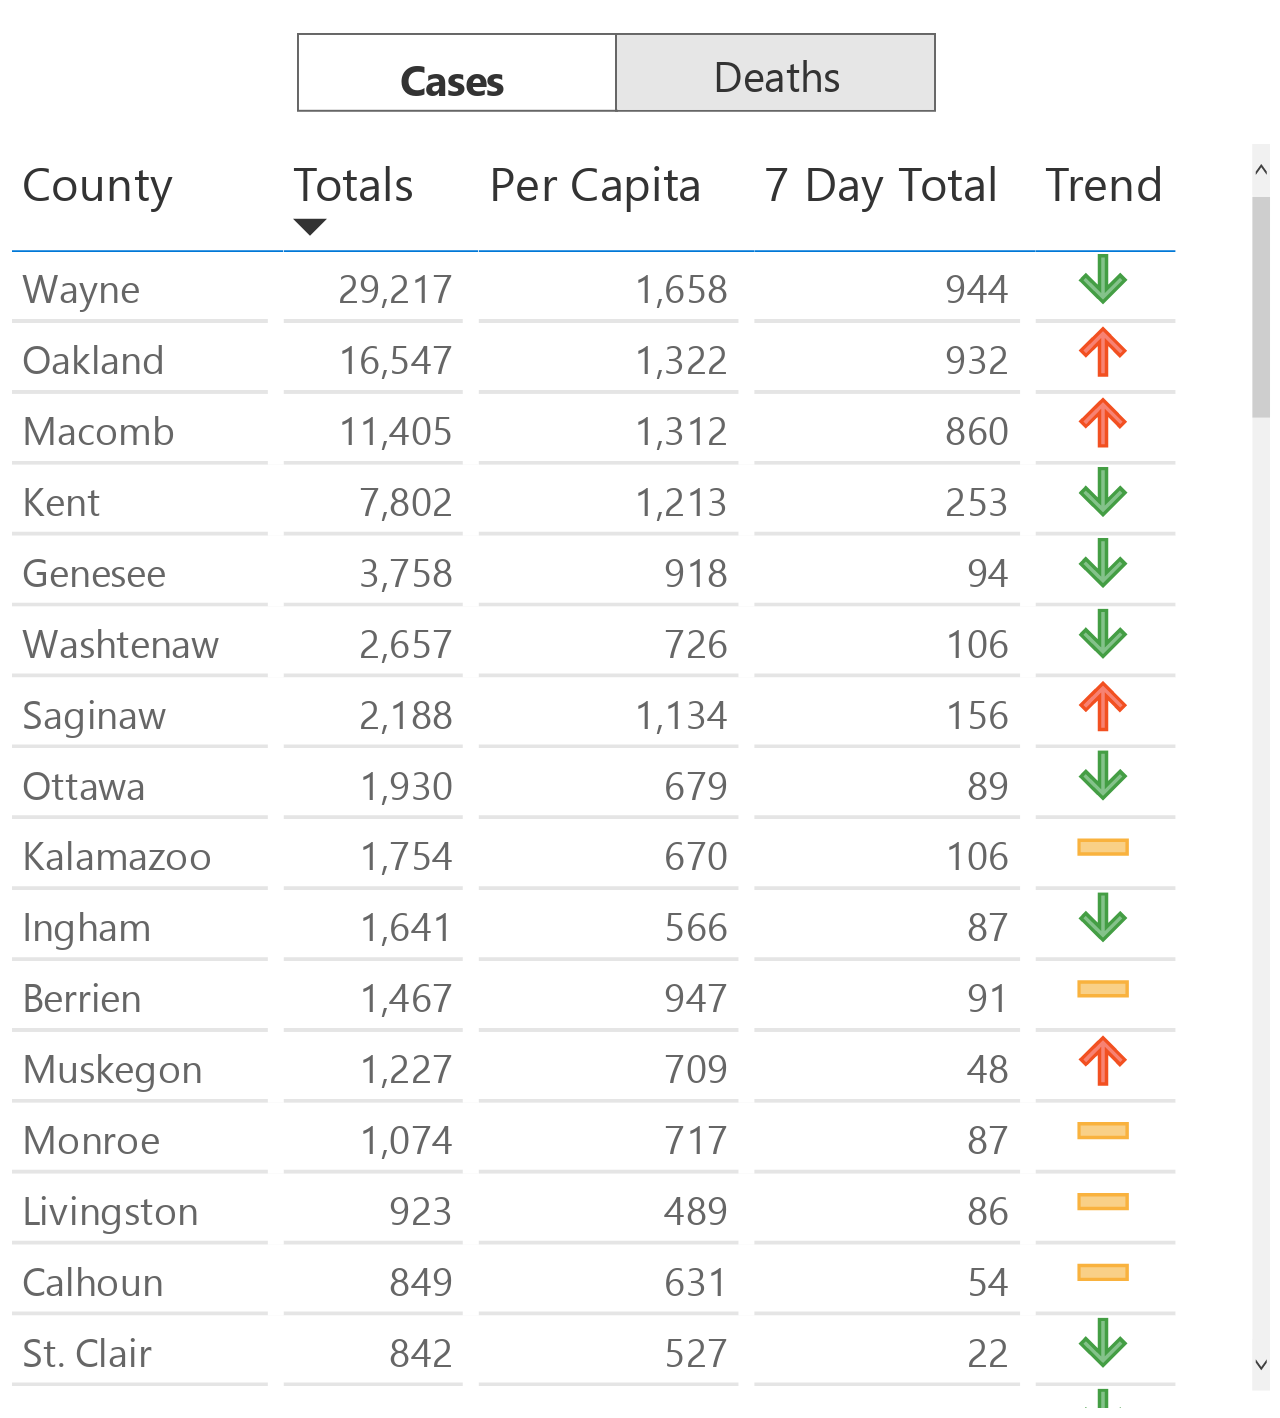 Cases Deaths
County Totals Per Capita 7 Day Total Trend
Wayne 29,217 1,658 944
Oakland 16,547 1,322 932
Macomb 11,405 1,312 860
Kent 7,802 1,213 253
Genesee 3,758 918 94
Washtenaw 2,657 726 106
Saginaw 2,188 1,134 156
Ottawa 1,930 679 89
Kalamazoo 1,754 670 106
Ingham 1,641 566 87
Berrien 1,467 947 91
Muskegon 1,227 709 48
Monroe 1,074 717 87
Livingston 923 489 86
Calhoun 849 631 54
St. Clair 842 527 22